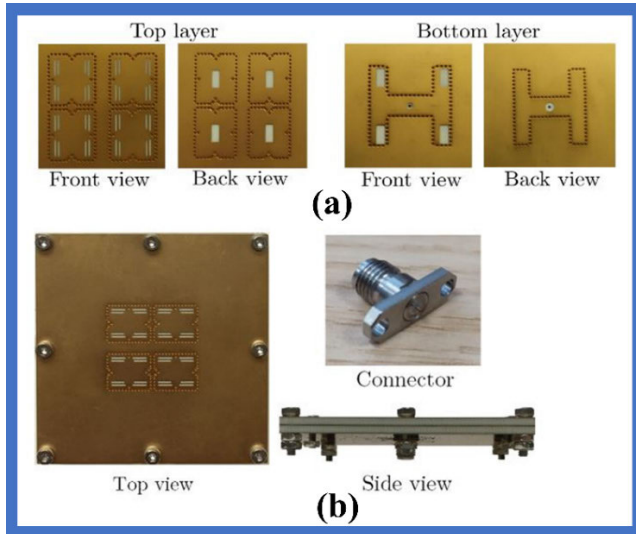 Top layer
Bottom layer
Front view
Back view
Front view
Back view
(a)
Connector
Top view
Side view
(b)